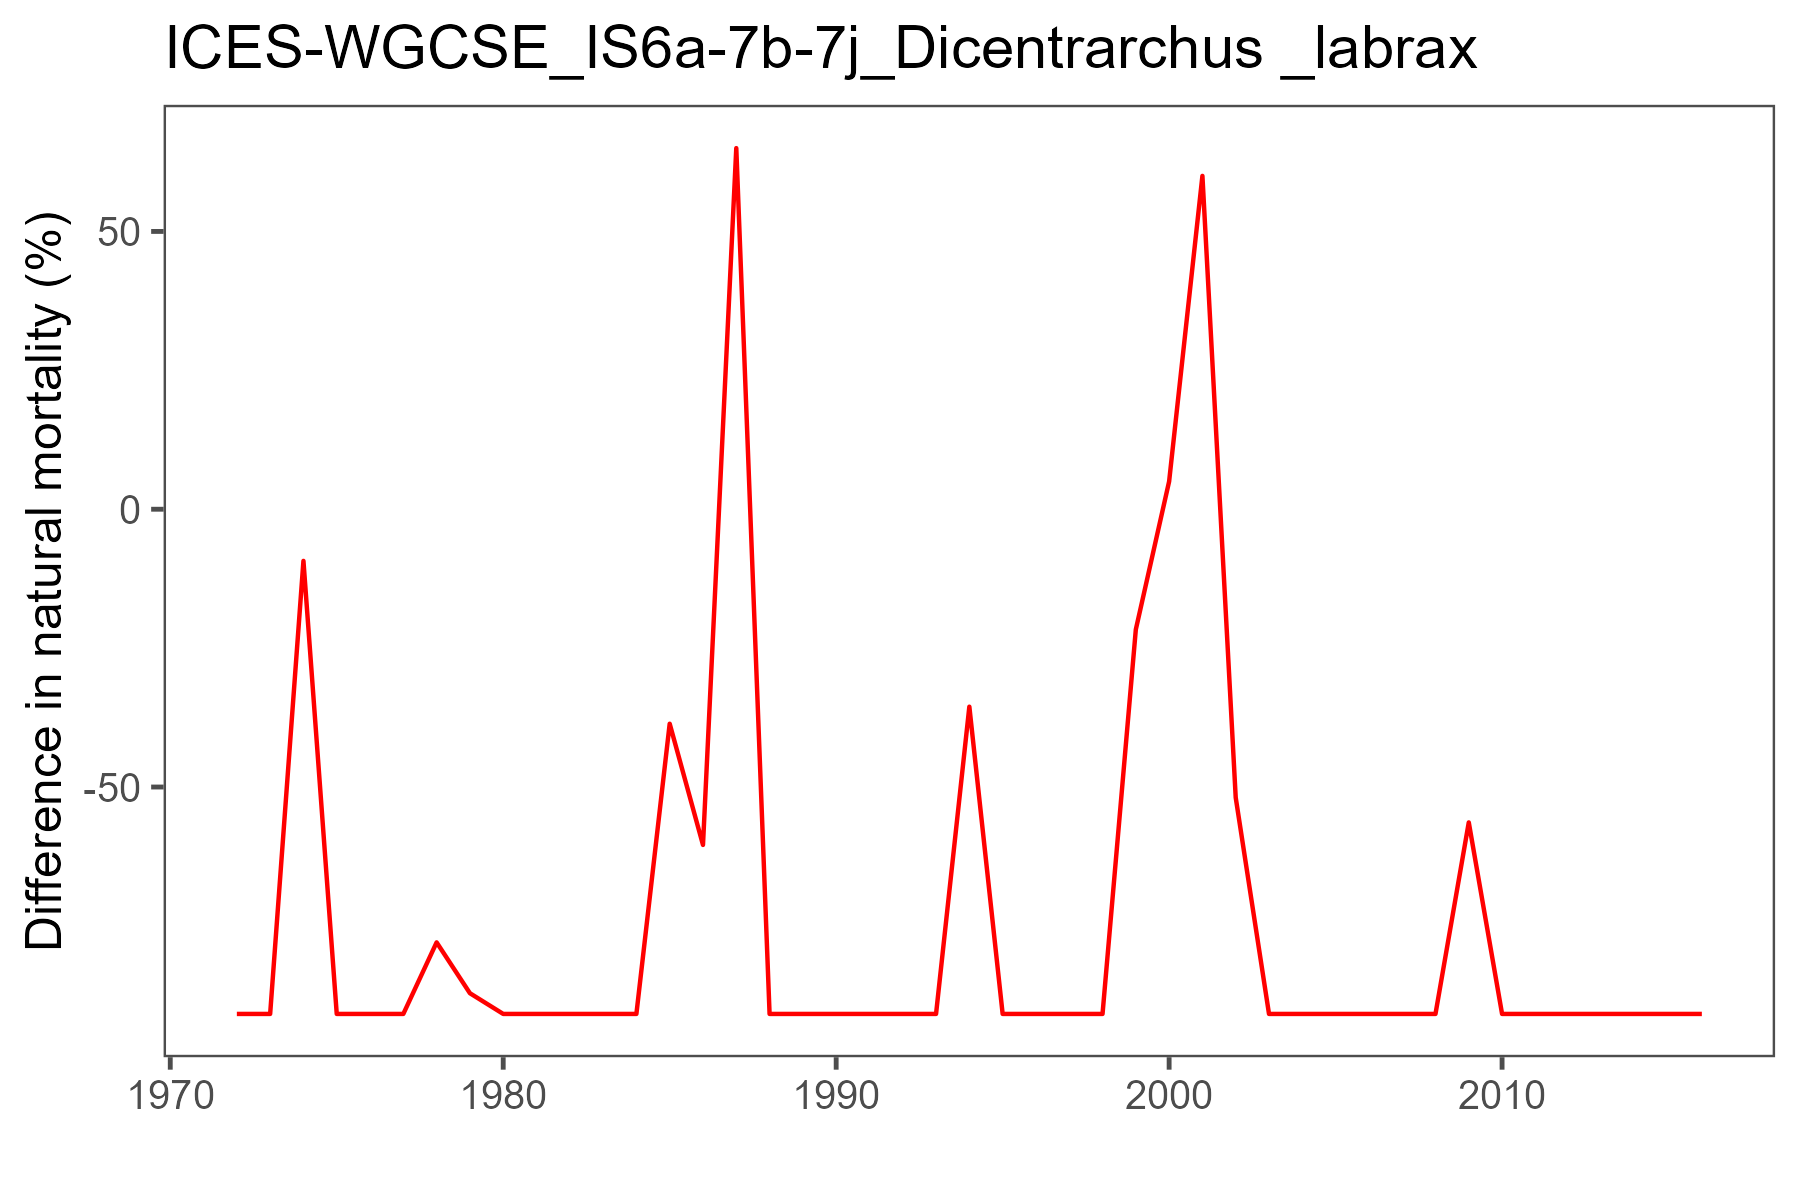 ICES-WGCSE_IS6a-7b-7j_Dicentrarchus _labrax
Difference in natural mortality (%)
50
0
-50
1970 1980 1990 2000 2010